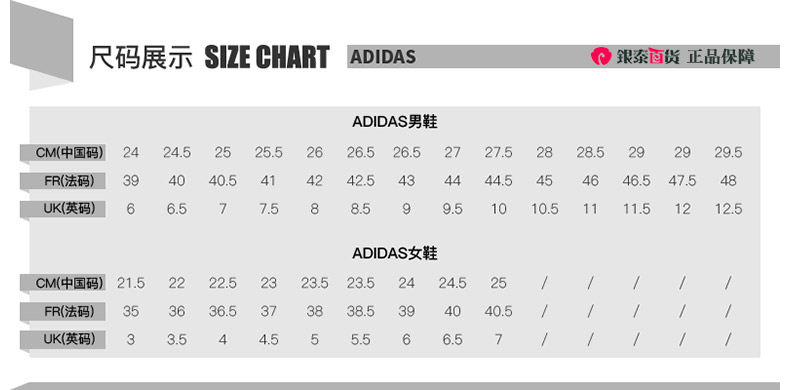 尺码展示 SIZE CHART ADIDAS 銀泰百货 正品保障
ADIDAS男鞋
CM(中国码) 24 24.5 25 25.5 26 26.5 26.5 27 27.5 28 28.5 29 29 29.5
FR(法码) 39 40 40.5 41 42 42.5 43 44 44.5 45 46 46.5 47.5 48
UK(英码) 6 6.5 7 7.5 8 8.5 9 9.5 10 10.5 11 11.5 12 12.5
ADIDAS女鞋
CM(中国码) 21.5 22 22.5 23 23.5 23.5 24 24.5 25 / / / / /
FR(法码) 35 36 36.5 37 38 38.5 39 40 40.5 / / / / /
UK(英码) 3 3.5 4 4.5 5 5.5 6 6.5 7 / / / / /